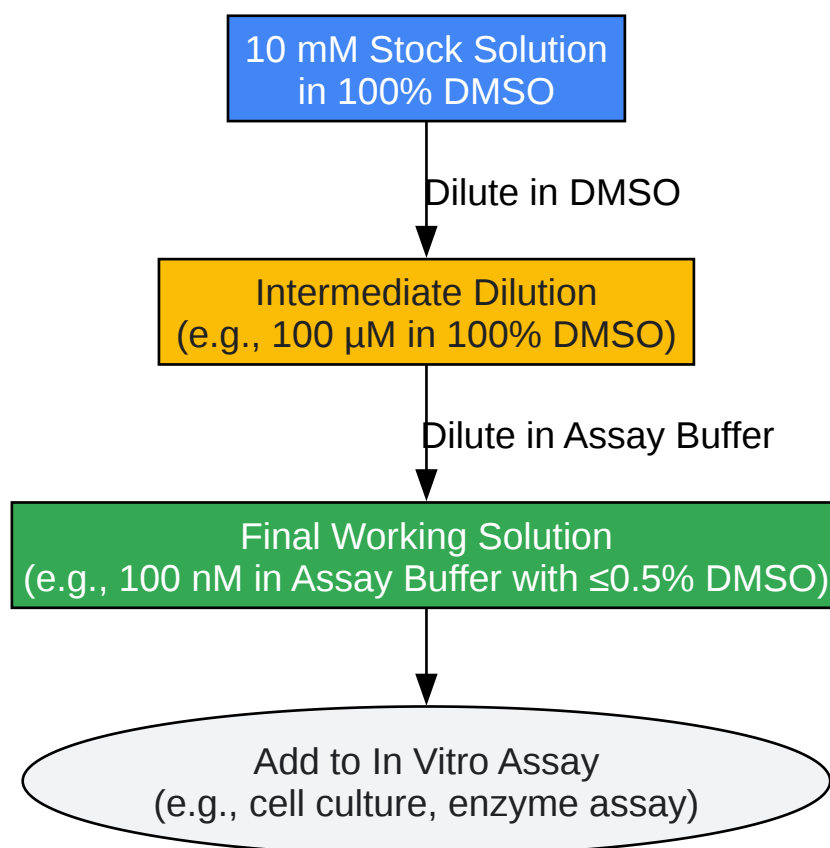 10 mM Stock Solution
in 100% DMSO
Dilute in DMSO
Intermediate Dilution
(e.g., 100 µM in 100% DMSO)
Dilute in Assay Buffer
Final Working Solution
(e.g., 100 nM in Assay Buffer with ≤0.5% DMSO)
Add to In Vitro Assay
(e.g., cell culture, enzyme assay)